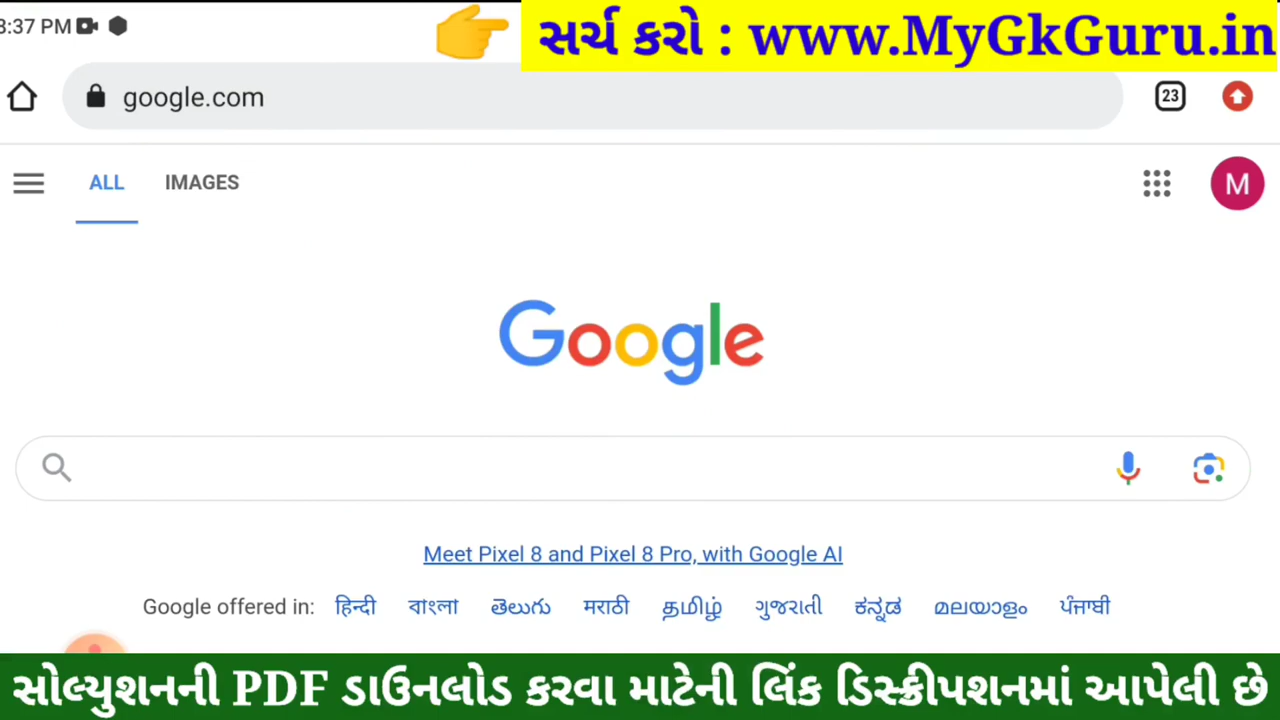 3:37 PM
સર્ચ કરો : www.MyGkGuru.in
google.com
23
ALL IMAGES
M
Google
Meet Pixel 8 and Pixel 8 Pro, with Google AI
Google offered in: हिन्दी বাংলা తెలుగు मराठी தமிழ் ગુજરાતી ಕನ್ನಡ മലയാളം ਪੰਜਾਬੀ
સોલ્યુશનની PDF ડાઉનલોડ કરવા માટેની લિંક ડિસ્ક્રીપશનમાં આપેલી છે